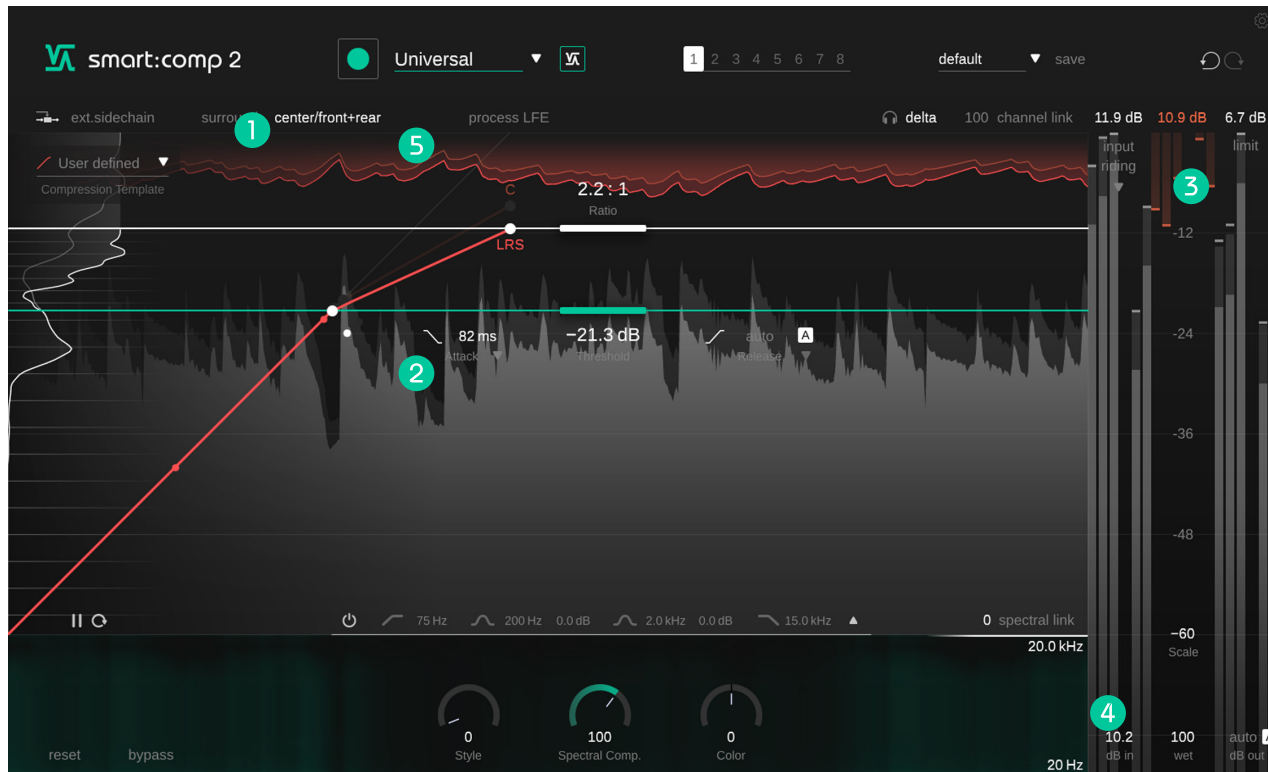 smart:comp 2
Universal
1 2 3 4 5 6 7 8
default
save
ext.sidechain
center/front+rear
process LFE
delta
100 channel link
11.9 dB
10.9 dB
6.7 dB
1
5
input
riding
limit
3
User defined
Compression Template
C
2.2 : 1
Ratio
LRS
-12
82 ms
Attack
−21.3 dB
Threshold
auto
A
Release
-24
2
-36
-48
75 Hz
200 Hz
0.0 dB
2.0 kHz
0.0 dB
15.0 kHz
0 spectral link
−60
Scale
20.0 kHz
4
0
Style
100
Spectral Comp.
0
Color
10.2
dB in
100
wet
auto
dB out
reset
bypass
20 Hz